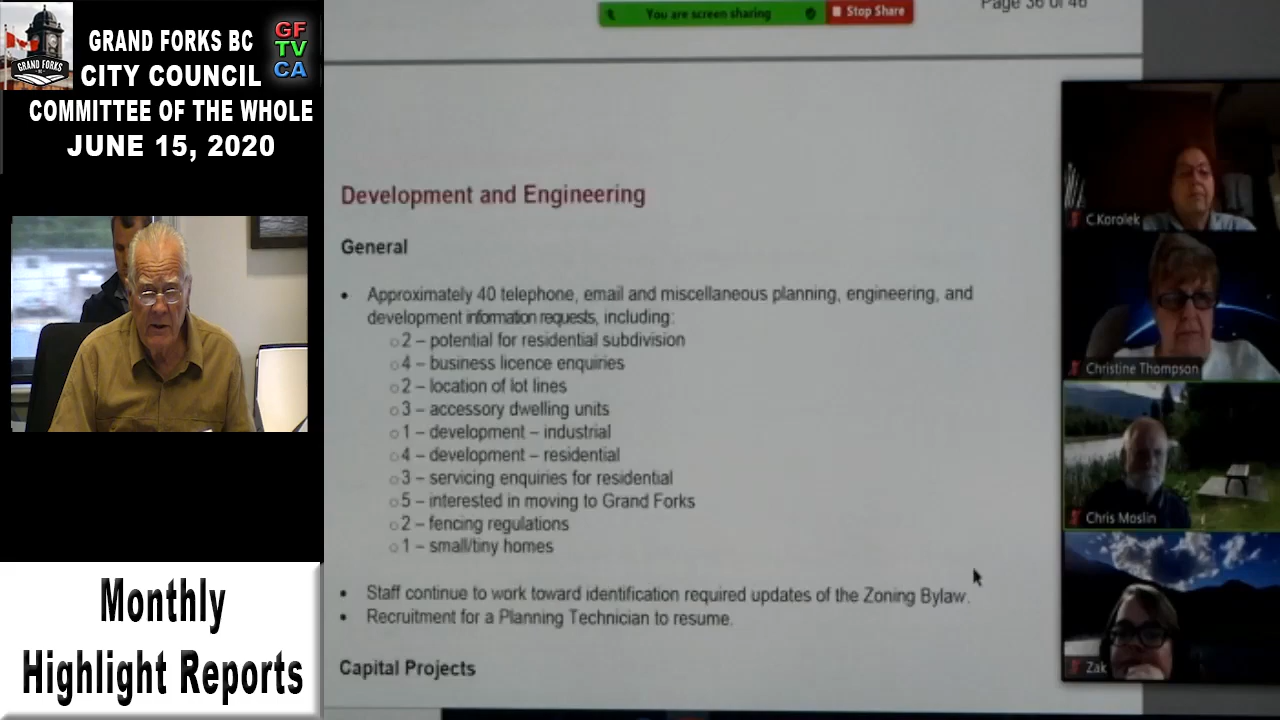 GRAND FORKS BC
CITY COUNCIL
COMMITTEE OF THE WHOLE
JUNE 15, 2020
GF
TV
CA
GRAND FORKS
BC
You are screen sharing
Stop Share
Page 36 of 46
Development and Engineering
General
• Approximately 40 telephone, email and miscellaneous planning, engineering, and
development information requests, including:
○ 2 – potential for residential subdivision
○ 4 – business licence enquiries
○ 2 – location of lot lines
○ 3 – accessory dwelling units
○ 1 – development – industrial
○ 4 – development – residential
○ 3 – servicing enquiries for residential
○ 5 – interested in moving to Grand Forks
○ 2 – fencing regulations
○ 1 – small/tiny homes
• Staff continue to work toward identification required updates of the Zoning Bylaw.
• Recruitment for a Planning Technician to resume.
Capital Projects
C.Korolek
Christine Thompson
Chris Moslin
Zak
Monthly
Highlight Reports